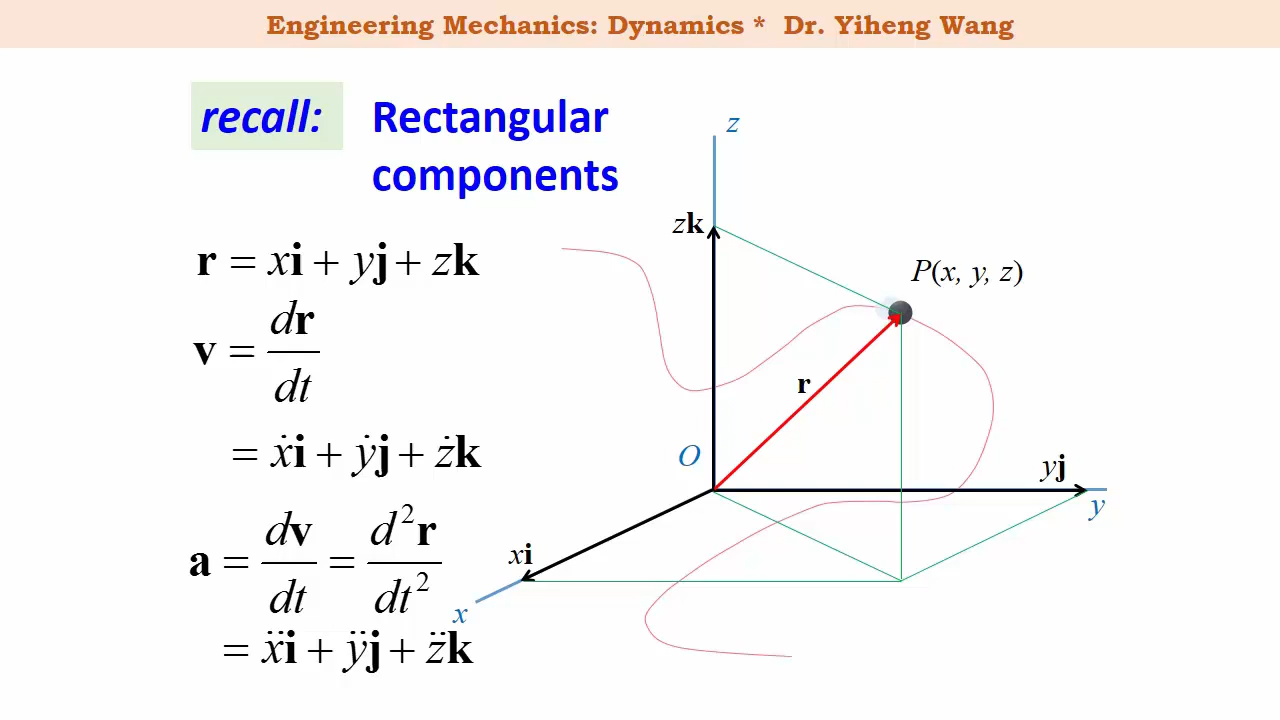 Engineering Mechanics: Dynamics * Dr. Yiheng Wang
recall: Rectangular
components
r = xi + yj + zk
v = dr/dt
= ẋi + ẏj + żk
a = dv/dt = d²r/dt²
= ẍi + ÿj + z̈k
z
zk
P(x, y, z)
r
O
yj
y
xi
x